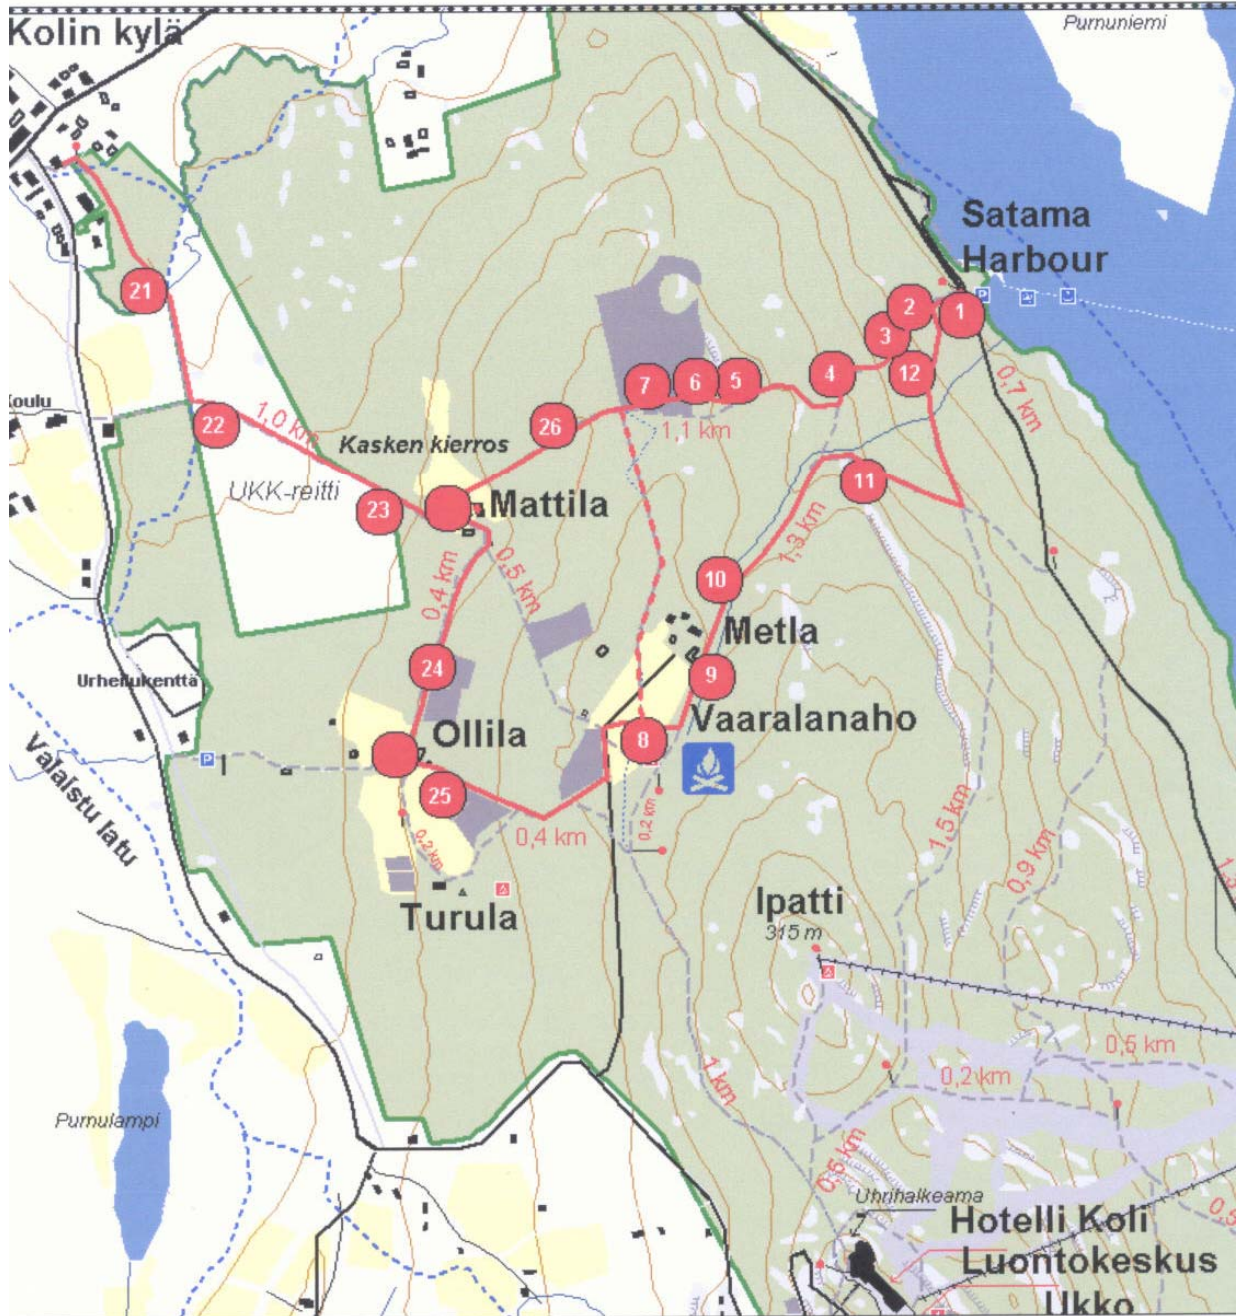 Kolin kylä
Purnuniemi
Satama
Harbour
21
2
1
3
12
4
0,7 km
7
6
5
Koulu
22
1,0 km
Kasken kierros
26
1,1 km
UKK-reitti
23
Mattila
11
1,3 km
0,4 km
0,5 km
10
Metla
24
9
Urheilukenttä
Ollila
8
Vaaralanaho
Valaistu latu
25
0,4 km
0,2 km
0,2 km
1,5 km
0,9 km
Turula
Ipatti
315 m
0,5 km
0,2 km
1 km
Purnulampi
0,5 km
Uhrihalkeama
Hotelli Koli
Luontokeskus
Ukko
P
P